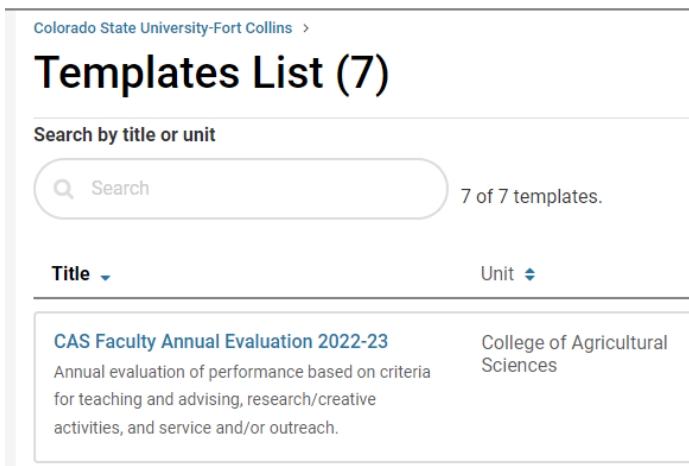 Colorado State University-Fort Collins >
Templates List (7)
Search by title or unit
Search
7 of 7 templates.
Title
Unit
CAS Faculty Annual Evaluation 2022-23
College of Agricultural
Sciences
Annual evaluation of performance based on criteria
for teaching and advising, research/creative
activities, and service and/or outreach.